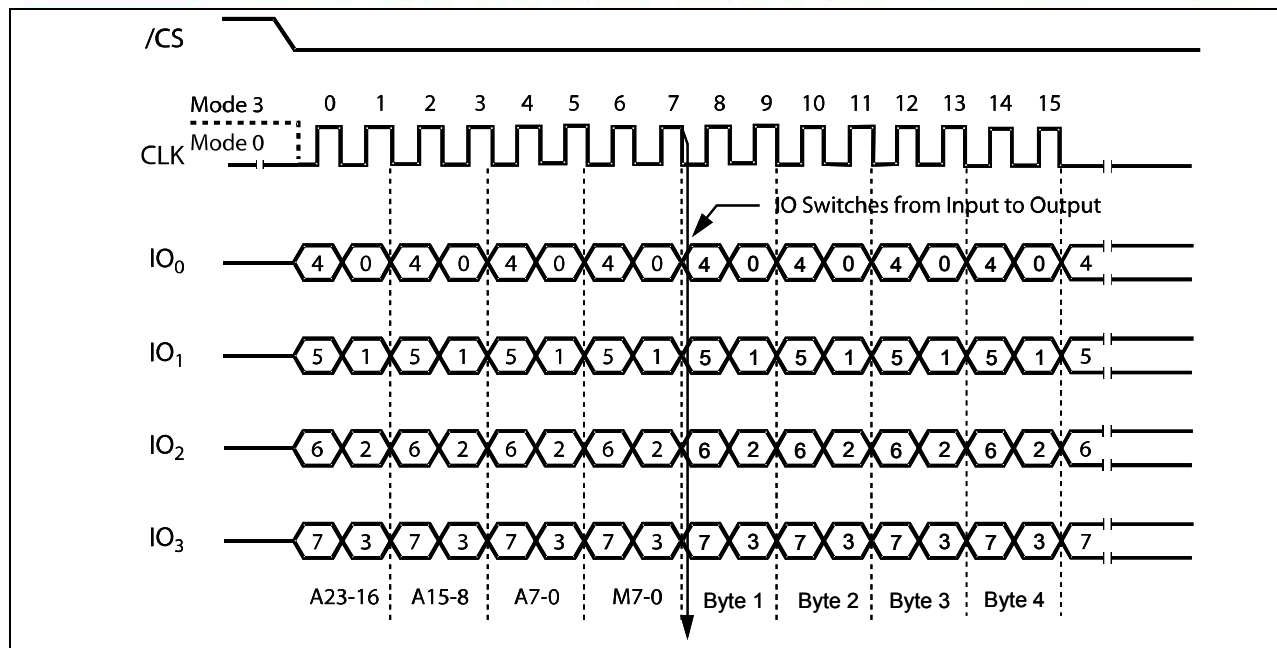 /CS
Mode 3 0 1 2 3 4 5 6 7 8 9 10 11 12 13 14 15
Mode 0
CLK
IO Switches from Input to Output
IO0 4 0 4 0 4 0 4 0 4 0 4 0 4 0 4 0 4
IO1 5 1 5 1 5 1 5 1 5 1 5 1 5 1 5 1 5
IO2 6 2 6 2 6 2 6 2 6 2 6 2 6 2 6 2 6
IO3 7 3 7 3 7 3 7 3 7 3 7 3 7 3 7 3 7
A23-16 A15-8 A7-0 M7-0 Byte 1 Byte 2 Byte 3 Byte 4